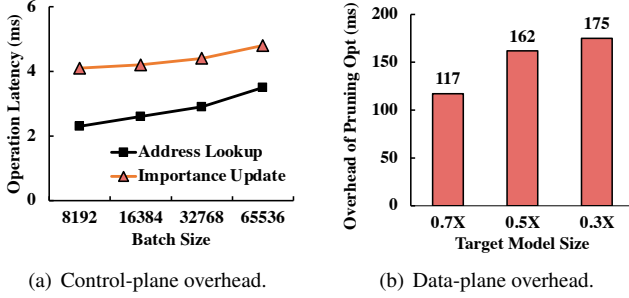 Operation Latency (ms)
6
4
2
0
Address Lookup
Importance Update
8192 16384 32768 65536
Batch Size
(a) Control-plane overhead.
Overhead of Pruning Opt (ms)
200
150
100
50
0
117
162
175
0.7X 0.5X 0.3X
Target Model Size
(b) Data-plane overhead.